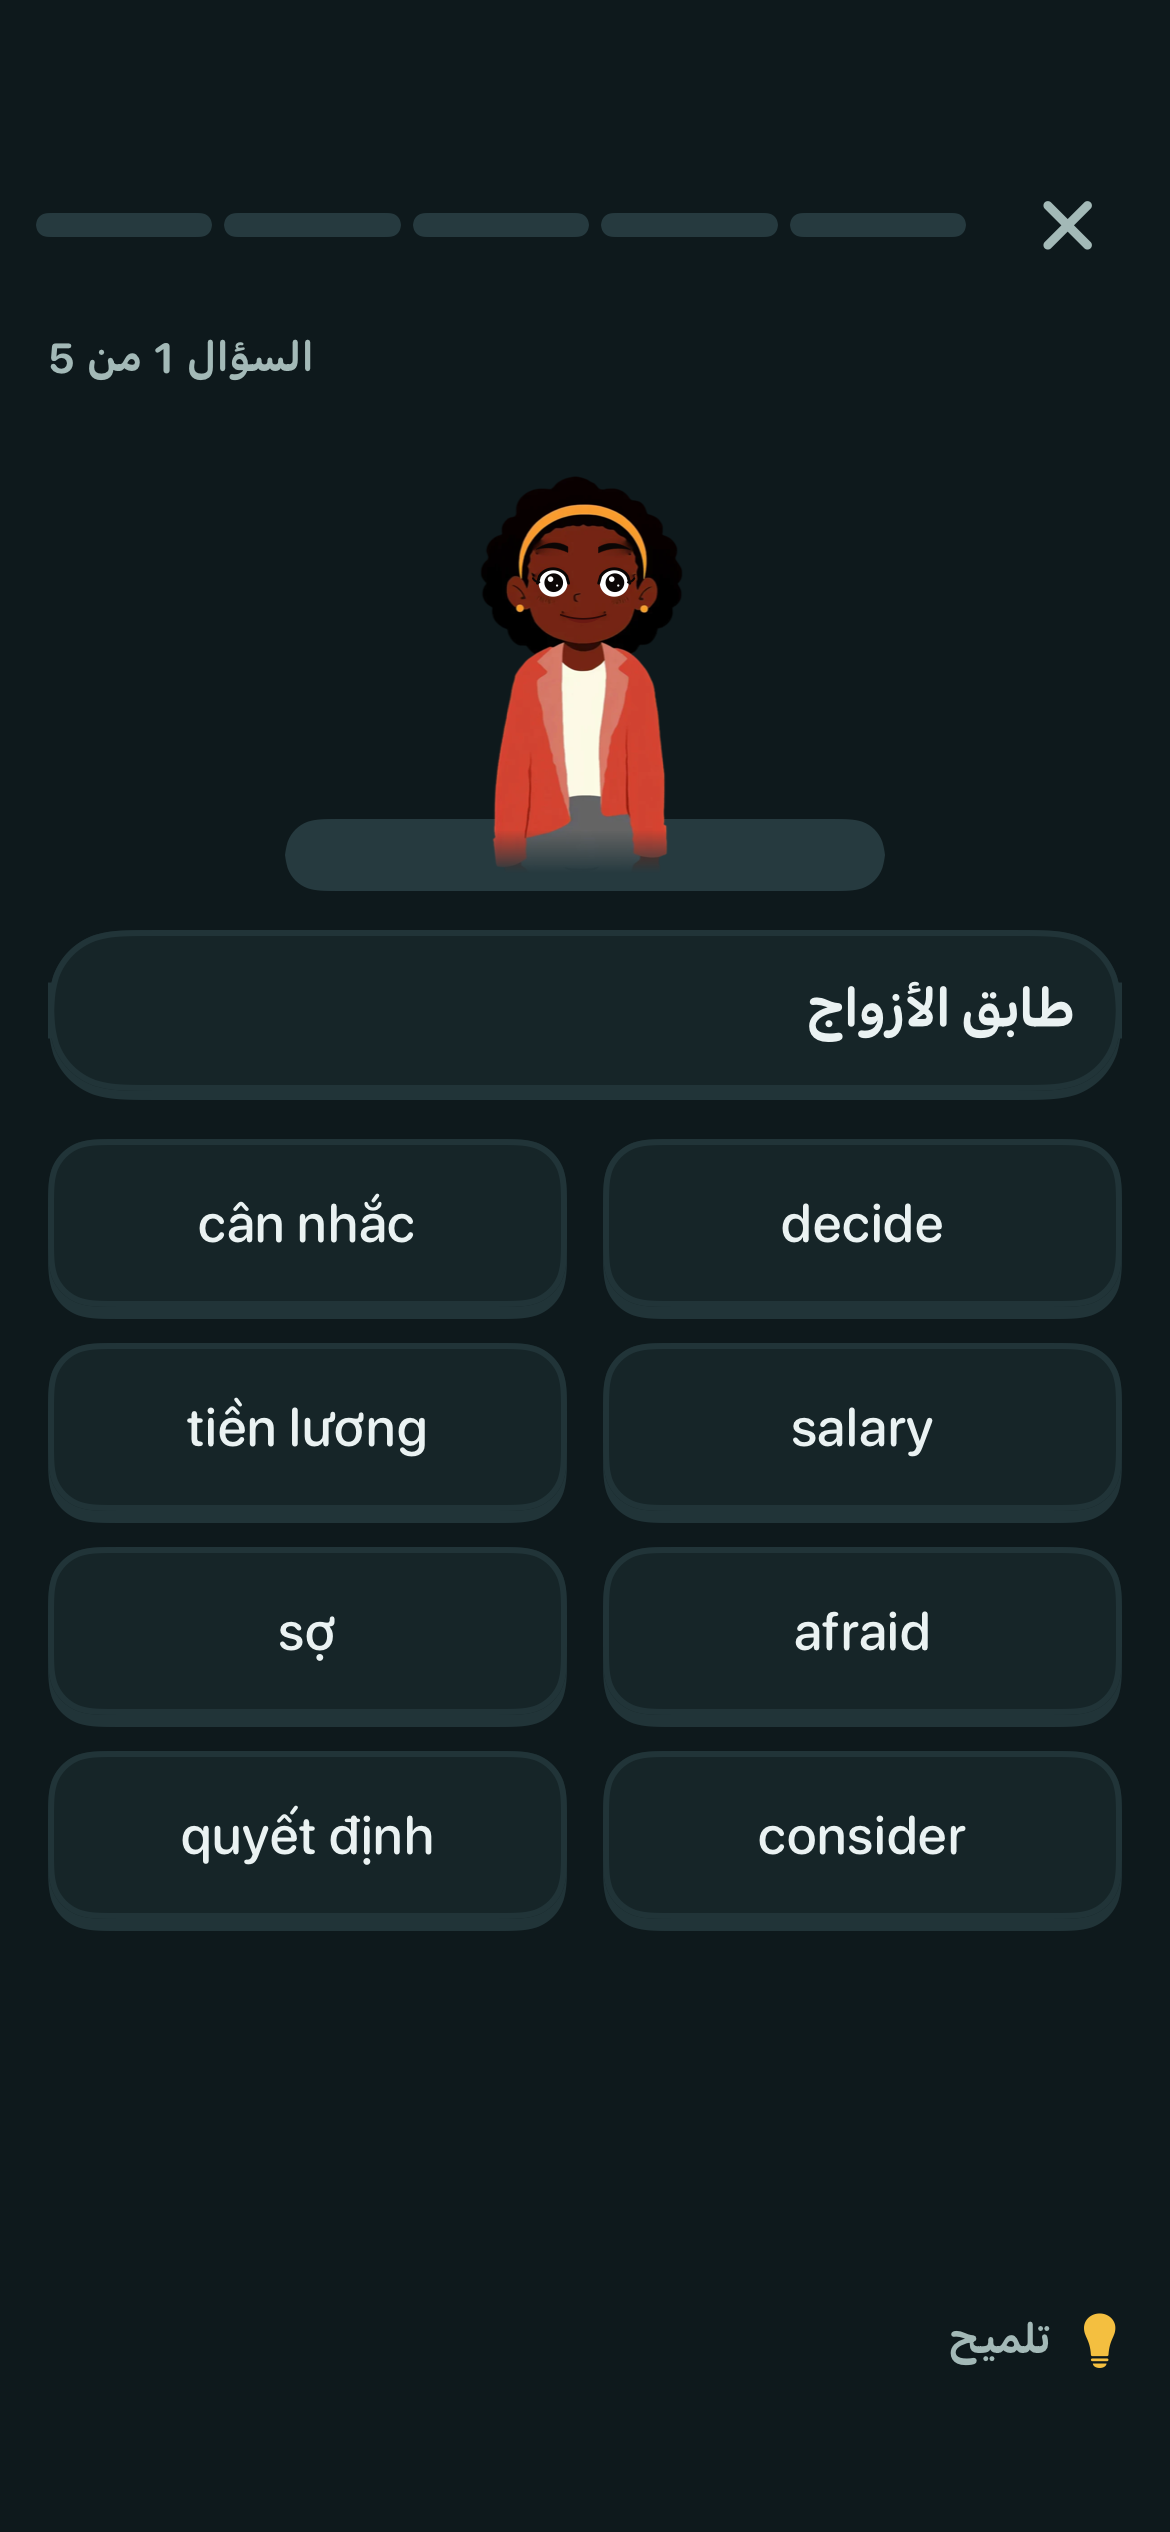 السؤال 1 من 5
طابق الأزواج
cân nhắc
decide
tiền lương
salary
sợ
afraid
quyết định
consider
تلميح